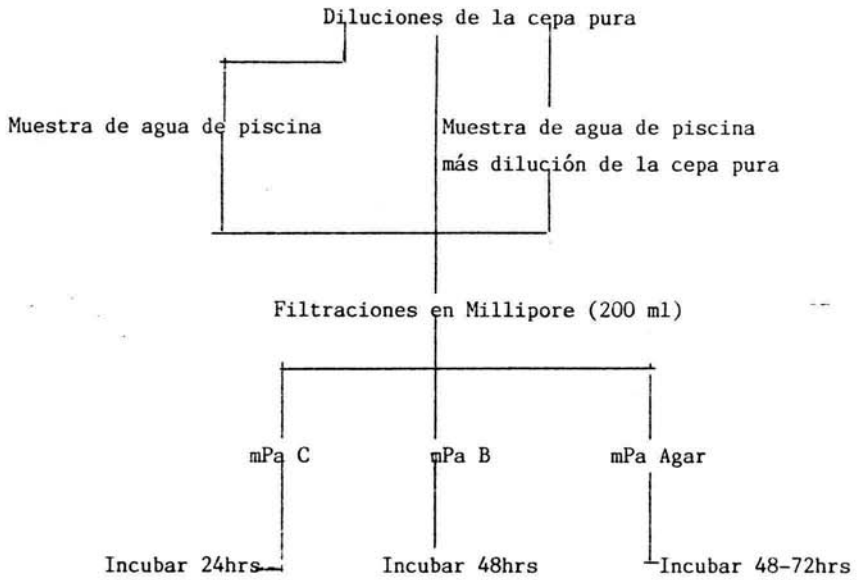 Diluciones de la cepa pura
Muestra de agua de piscina
Muestra de agua de piscina
más dilución de la cepa pura
Filtraciones en Millipore (200 ml)
mPa C
mPa B
mPa Agar
Incubar 24hrs
Incubar 48hrs
Incubar 48-72hrs